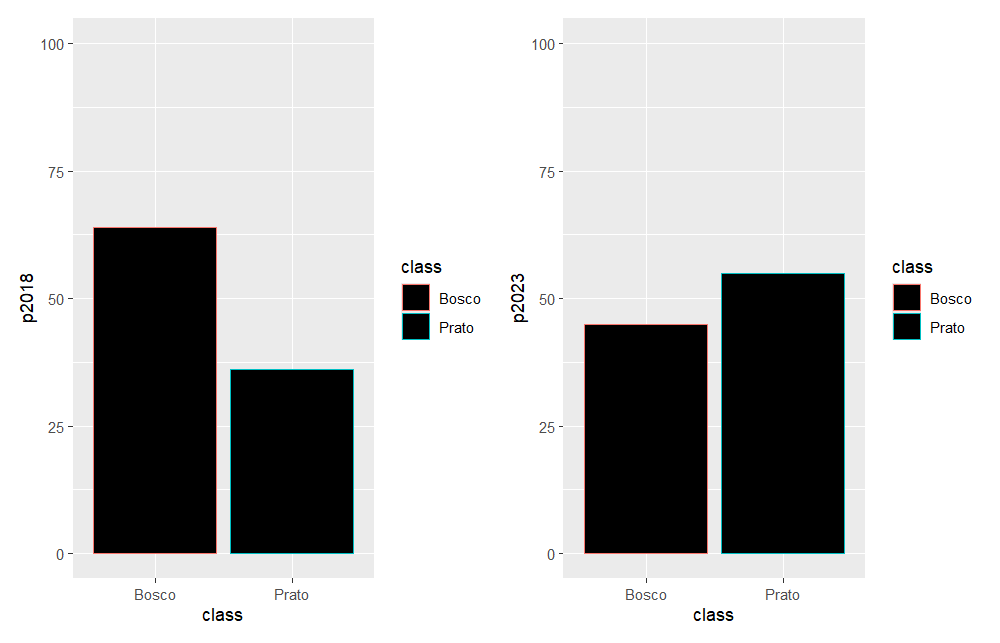 100
75
50
25
0
p2018
Bosco Prato
class
class
Bosco
Prato
100
75
50
25
0
p2023
Bosco Prato
class
class
Bosco
Prato